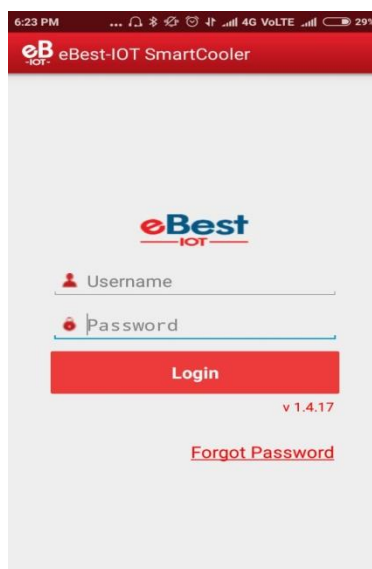 6:23 PM ... 4G VoLTE 29%
eB -IOT- eBest-IOT SmartCooler
eBest
IOT
Username
Password
Login
v 1.4.17
Forgot Password